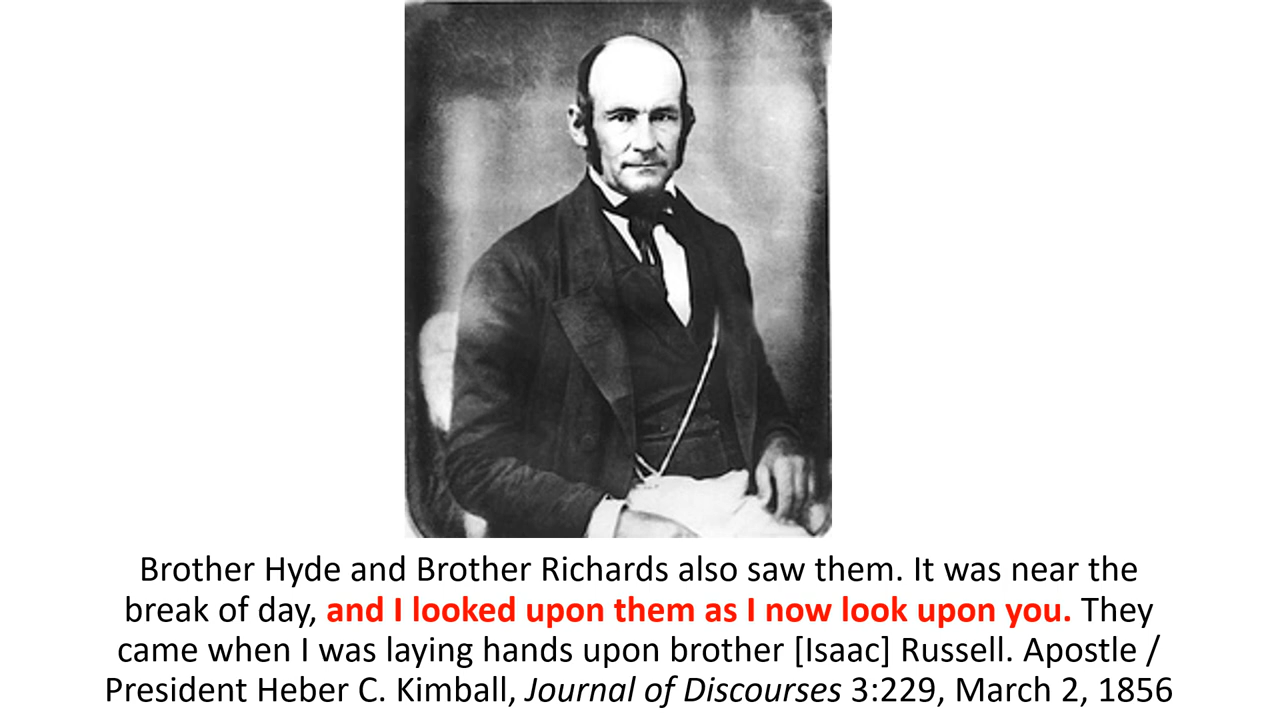 Brother Hyde and Brother Richards also saw them. It was near the
break of day, and I looked upon them as I now look upon you. They
came when I was laying hands upon brother [Isaac] Russell. Apostle /
President Heber C. Kimball, Journal of Discourses 3:229, March 2, 1856